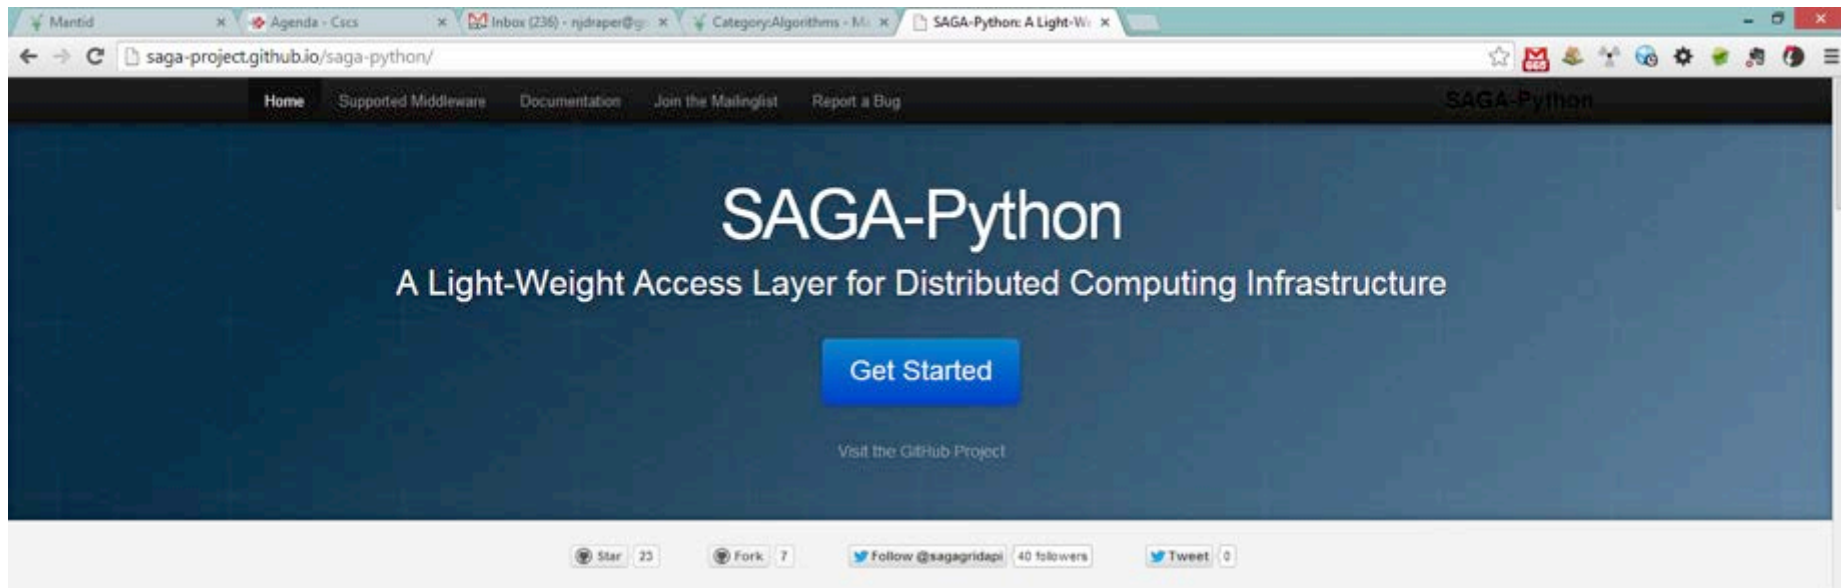 Mantid
Agenda - Cscs
Inbox (236) - njdraper@g
Category:Algorithms - M
SAGA-Python: A Light-W
saga-project.github.io/saga-python/
Home Supported Middleware Documentation Join the Mailinglist Report a Bug SAGA-Python
SAGA-Python
A Light-Weight Access Layer for Distributed Computing Infrastructure
Get Started
Visit the GitHub Project
Star 23 Fork 7 Follow @sagagridapi 40 followers Tweet 0